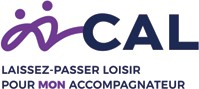 CAL
LAISSEZ-PASSER LOISIR
POUR MON ACCOMPAGNATEUR